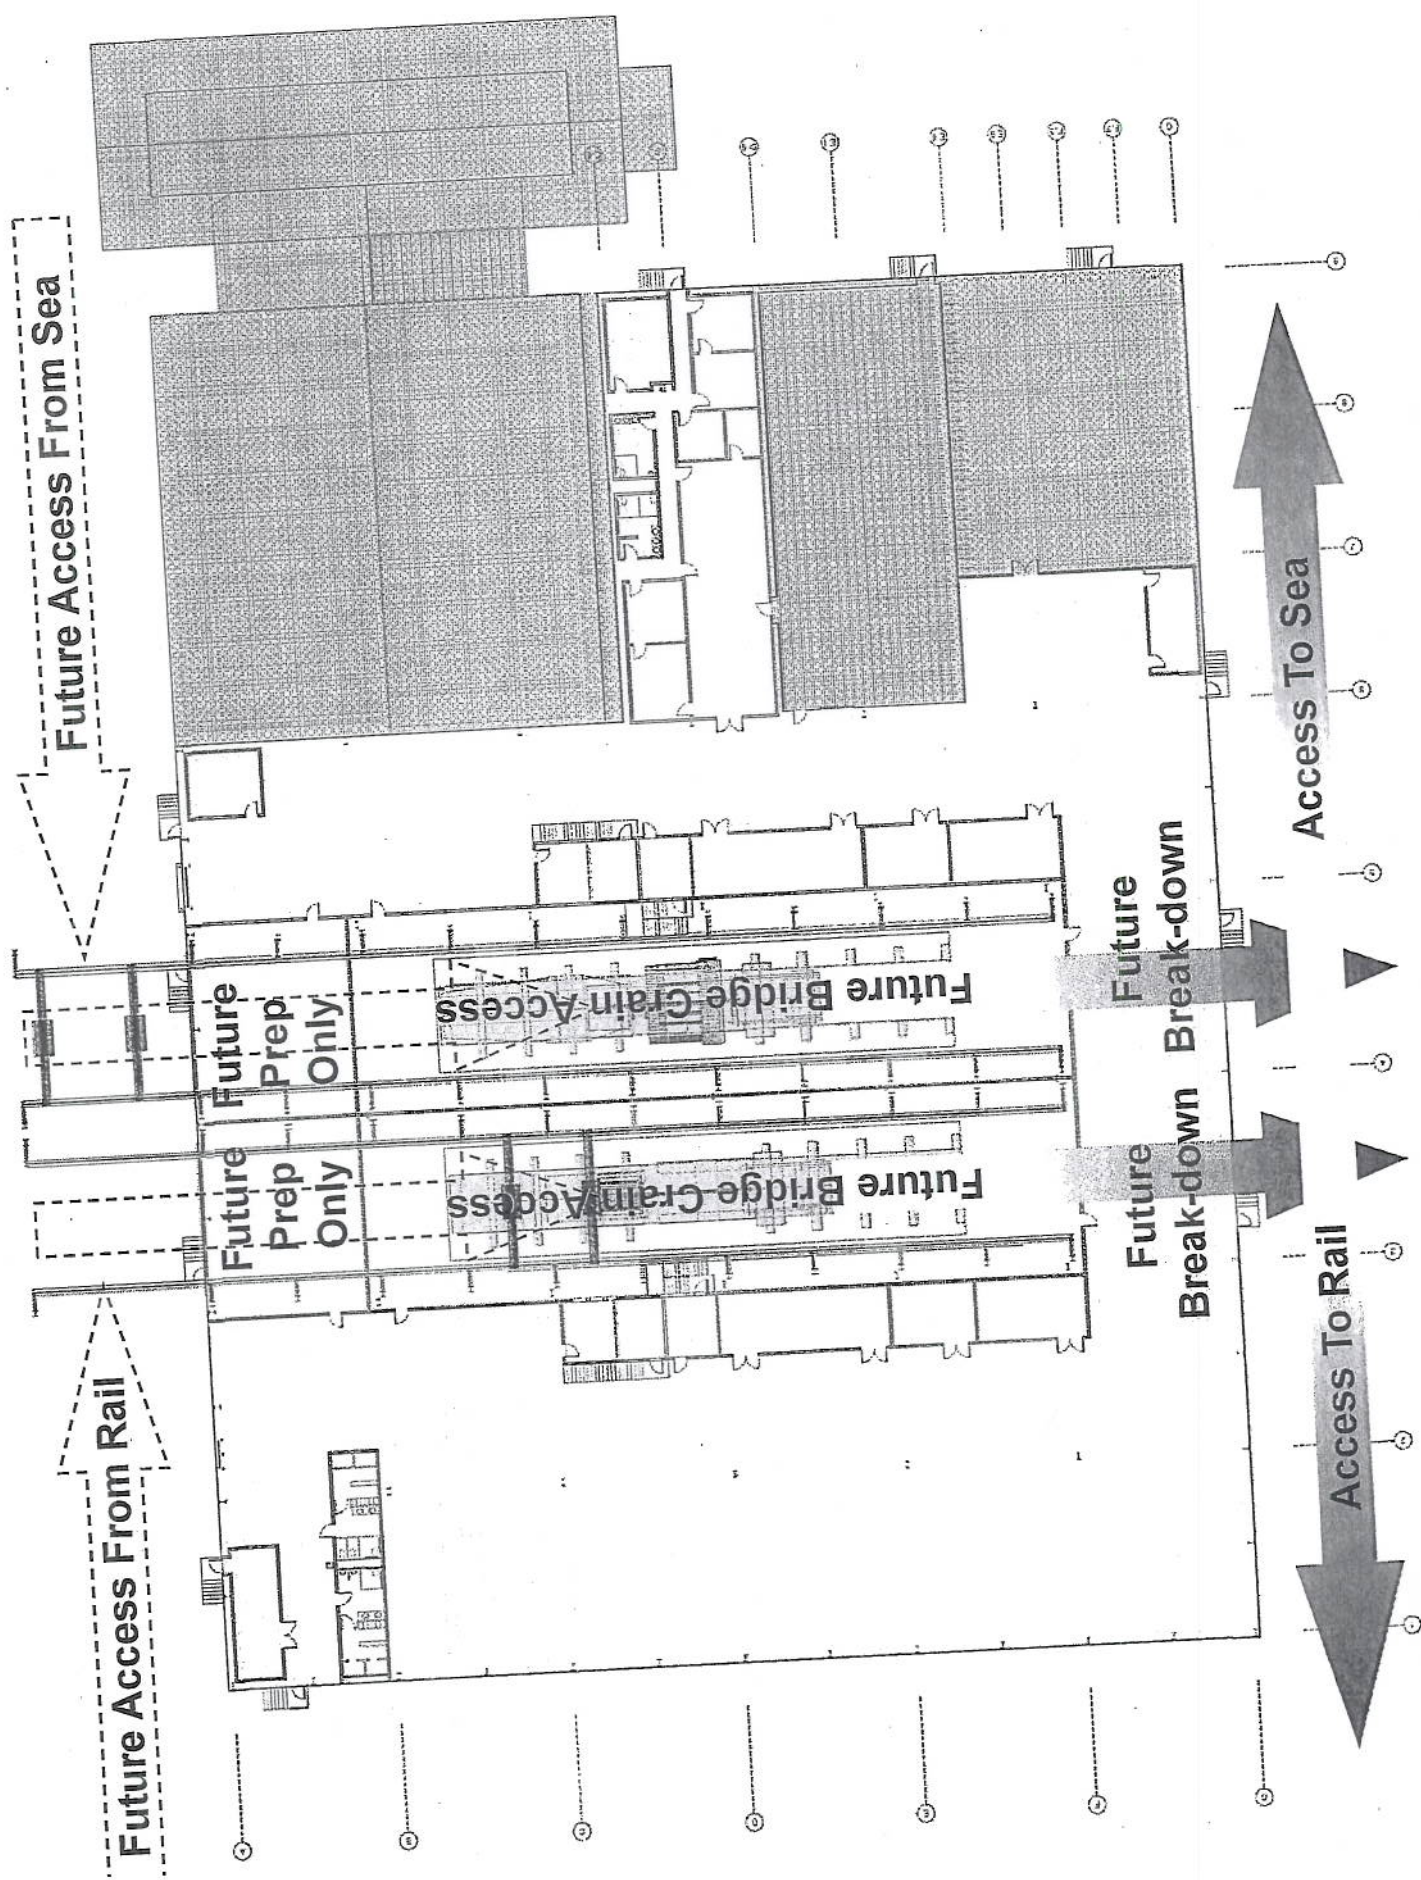 Future Access From Sea
Future Access From Rail
Future
Prep
Only
Future
Prep
Only
Future Bridge Crain Access
Future Bridge Crain Access
Future
Break-down
Future
Break-down
Access To Sea
Access To Rail